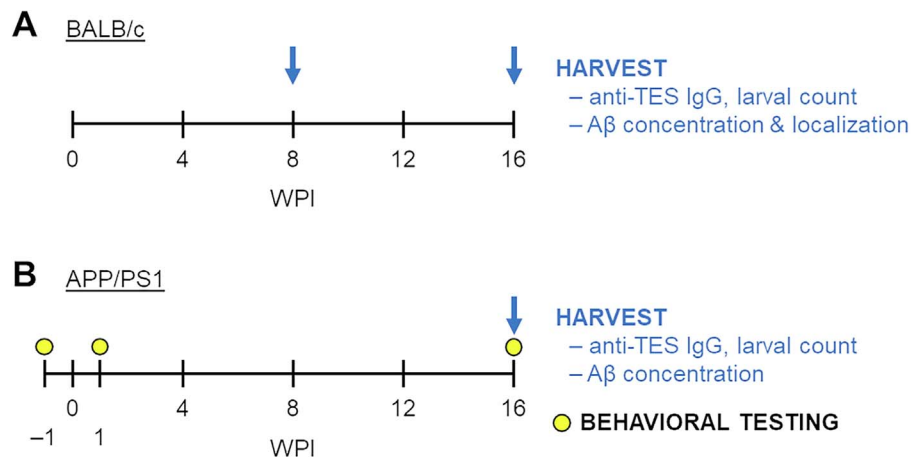 A BALB/c
HARVEST
– anti-TES IgG, larval count
– Aβ concentration & localization
0 4 8 12 16
WPI
B APP/PS1
HARVEST
– anti-TES IgG, larval count
– Aβ concentration
0 4 8 12 16
BEHAVIORAL TESTING
–1 1
WPI